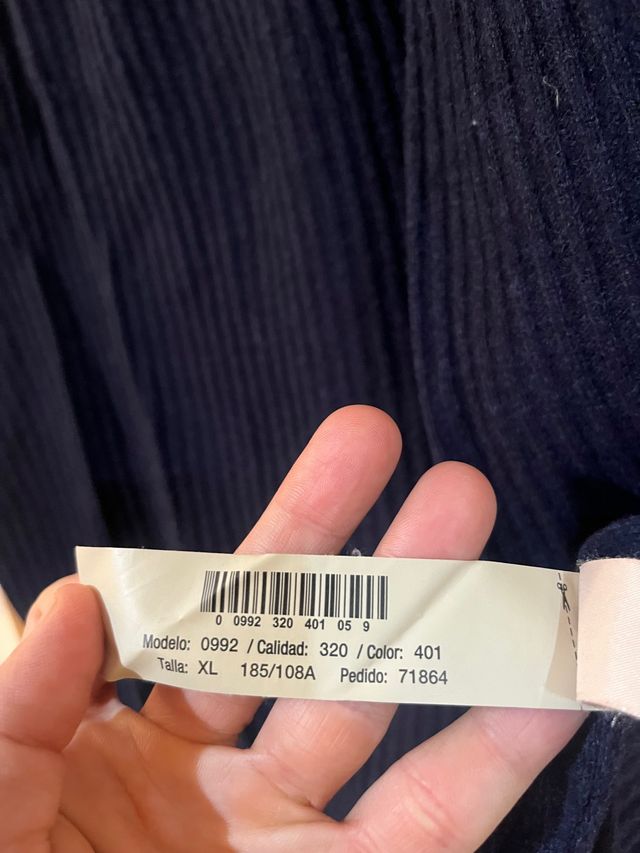 0 0992 320 401 05 9
Modelo: 0992 / Calidad: 320 / Color: 401
Talla: XL 185/108A Pedido: 71864